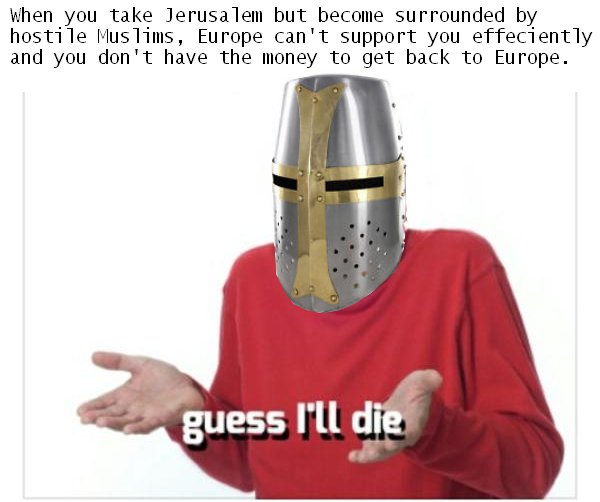 When you take Jerusalem but become surrounded by
hostile Muslims, Europe can't support you effeciently
and you don't have the money to get back to Europe.
guess I'll die